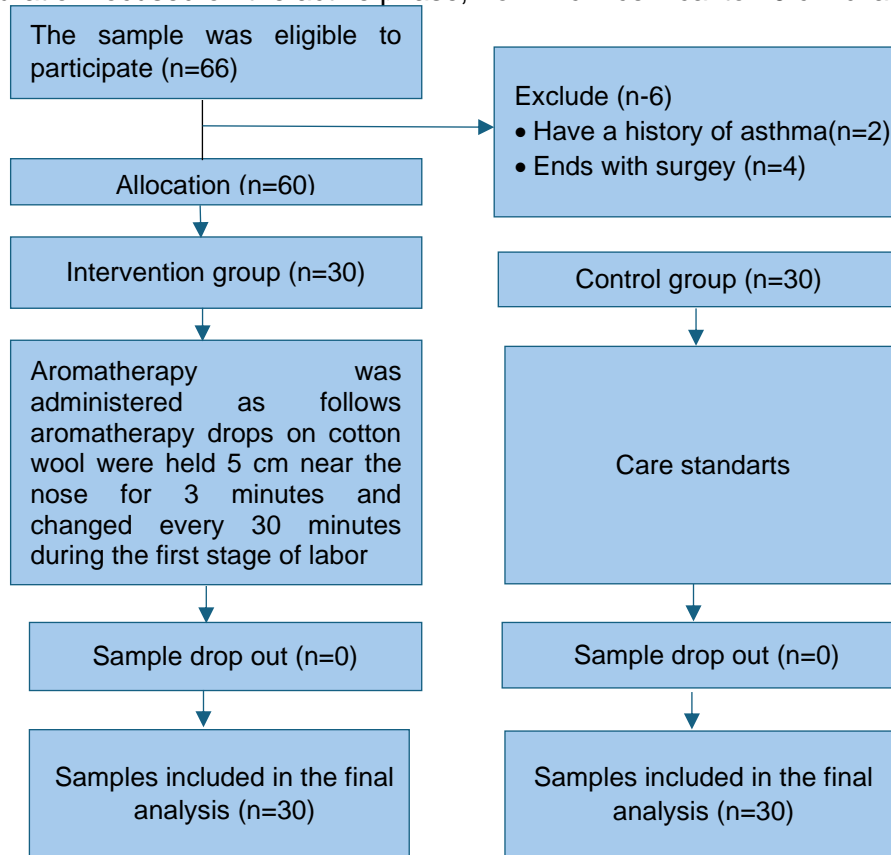 The sample was eligible to
participate (n=66)
Exclude (n-6)
• Have a history of asthma(n=2)
• Ends with surgey (n=4)
Allocation (n=60)
Intervention group (n=30)
Control group (n=30)
Aromatherapy was
administered as follows
aromatherapy drops on cotton
wool were held 5 cm near the
nose for 3 minutes and
changed every 30 minutes
during the first stage of labor
Care standarts
Sample drop out (n=0)
Sample drop out (n=0)
Samples included in the final
analysis (n=30)
Samples included in the final
analysis (n=30)